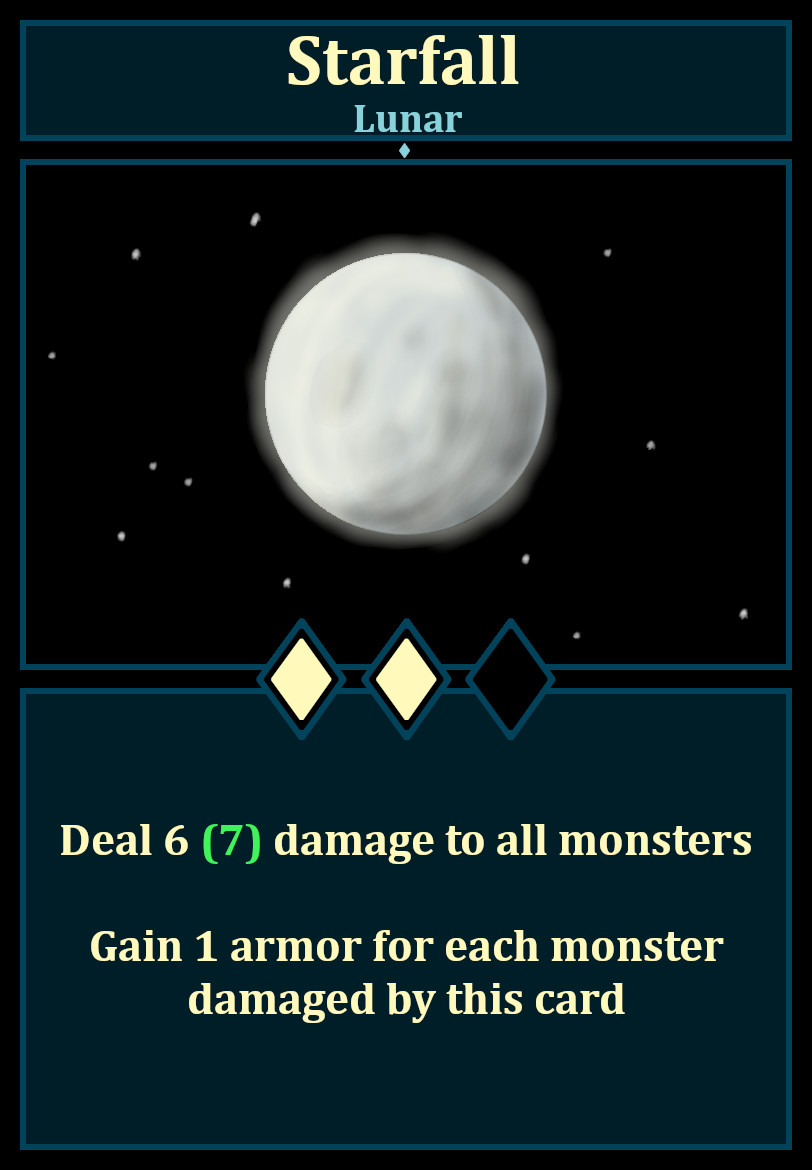 Starfall
Lunar
Deal 6 (7) damage to all monsters
Gain 1 armor for each monster
damaged by this card